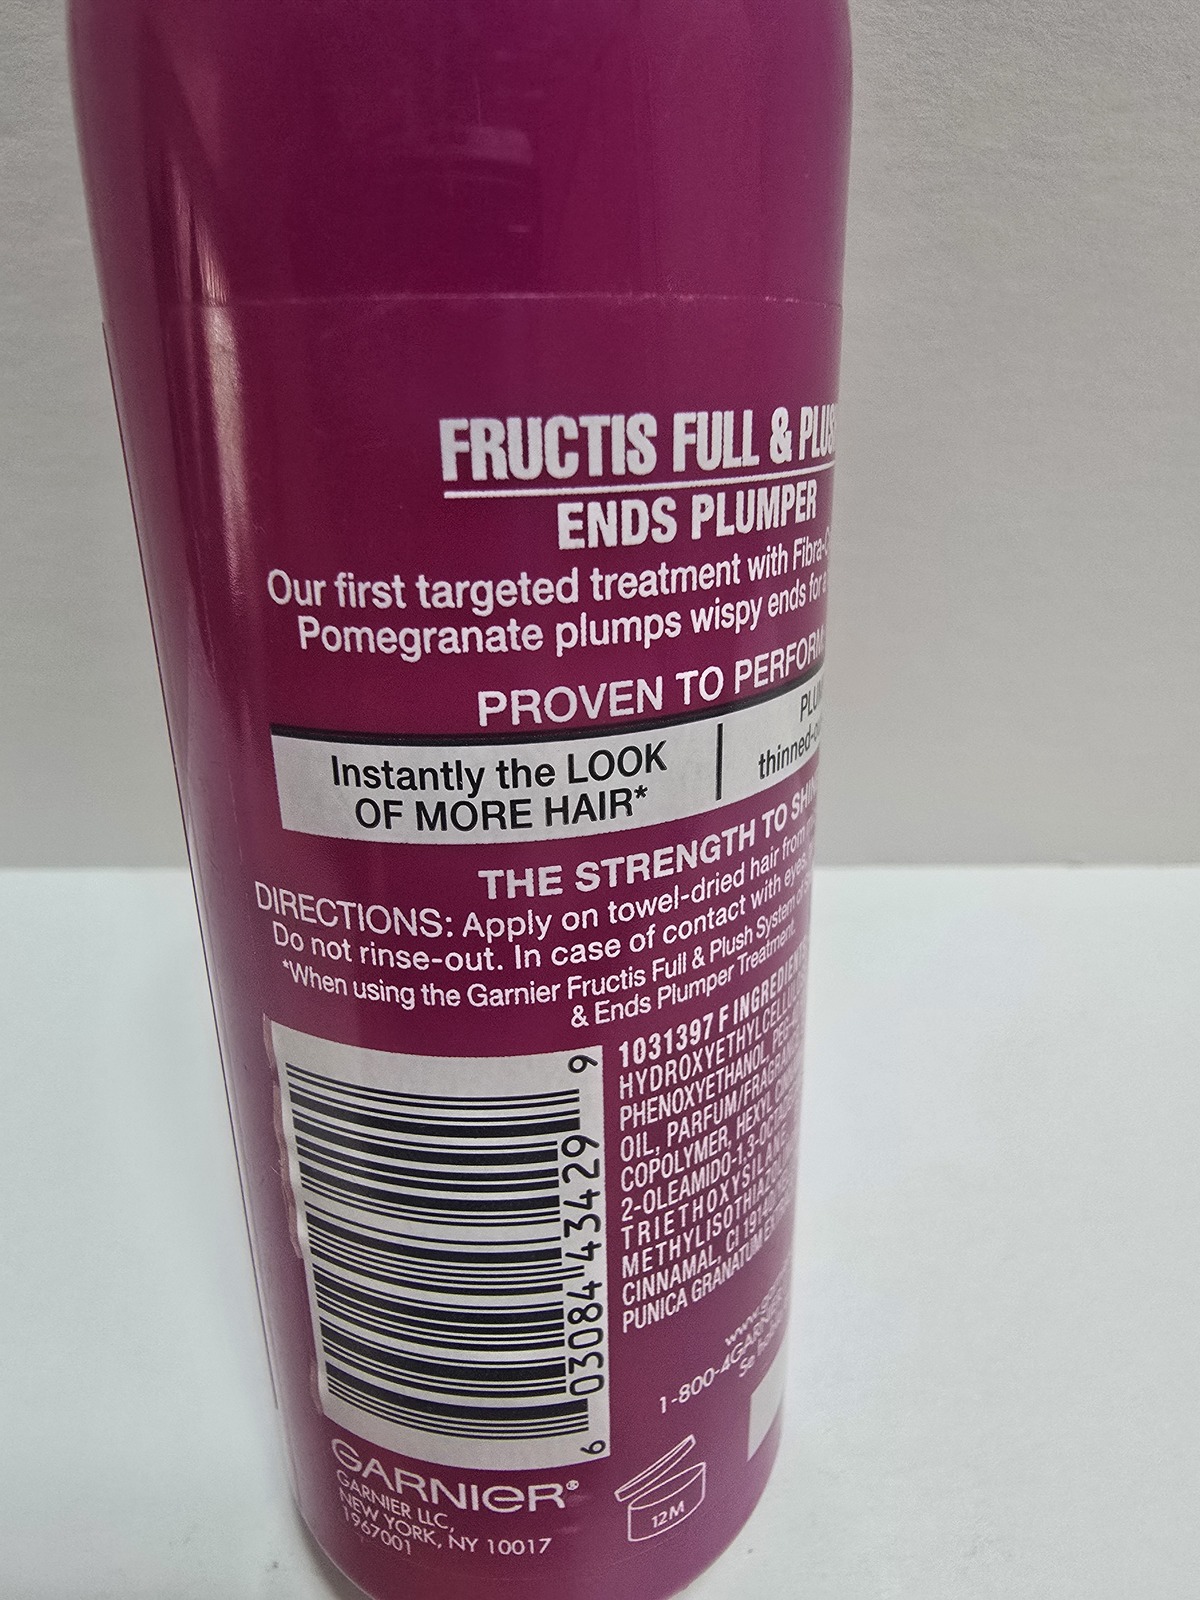 FRUCTIS FULL &
ENDS PLUMPER
Our first targeted treatment with
Pomegranate plumps wispy ends for
PROVEN TO PERFORM
Instantly the LOOK
OF MORE HAIR*
THE STRENGTH TO
DIRECTIONS: Apply on towel-dried hair from
Do not rinse-out. In case of contact with eyes,
*When using the Garnier Fructis Full & Plush System of
& Ends Plumper Treatment.
1031397 F INGREDIENTS
HYDROXYETHYLCELLULOSE
PHENOXYETHANOL,
OIL, PARFUM/FRAGRANCE
COPOLYMER, HEXYL
2-OLEAMIDO-1,3-
TRIETHOXYSILANE
CINNAMAL, CI 19140
PUNICA GRANATUM
6 03084 43429 9
1-800-4GARNIER
12M
GARNIER®
GARNIER LLC,
NEW YORK, NY 10017
1967001